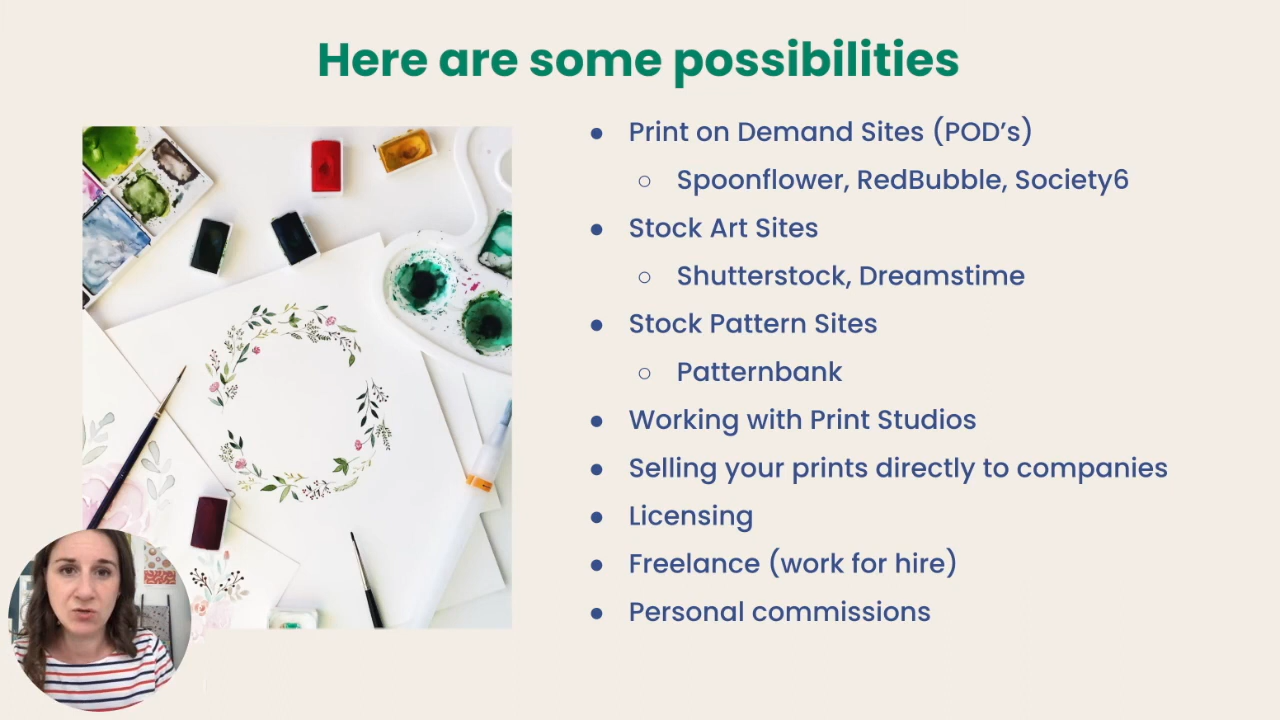 Here are some possibilities
● Print on Demand Sites (POD’s)
○ Spoonflower, RedBubble, Society6
● Stock Art Sites
○ Shutterstock, Dreamstime
● Stock Pattern Sites
○ Patternbank
● Working with Print Studios
● Selling your prints directly to companies
● Licensing
● Freelance (work for hire)
● Personal commissions